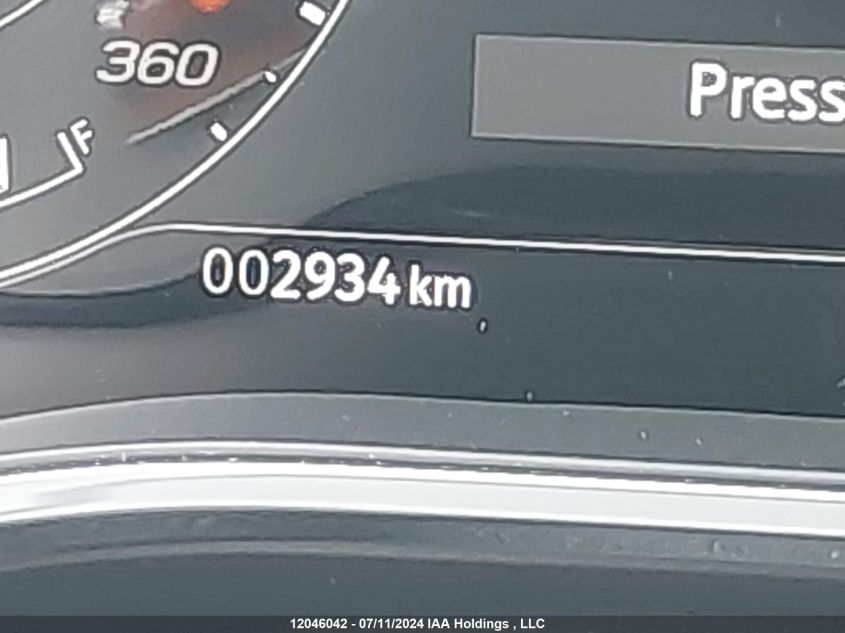 360
Press
F
002934 km
12046042 - 07/11/2024 IAA Holdings , LLC